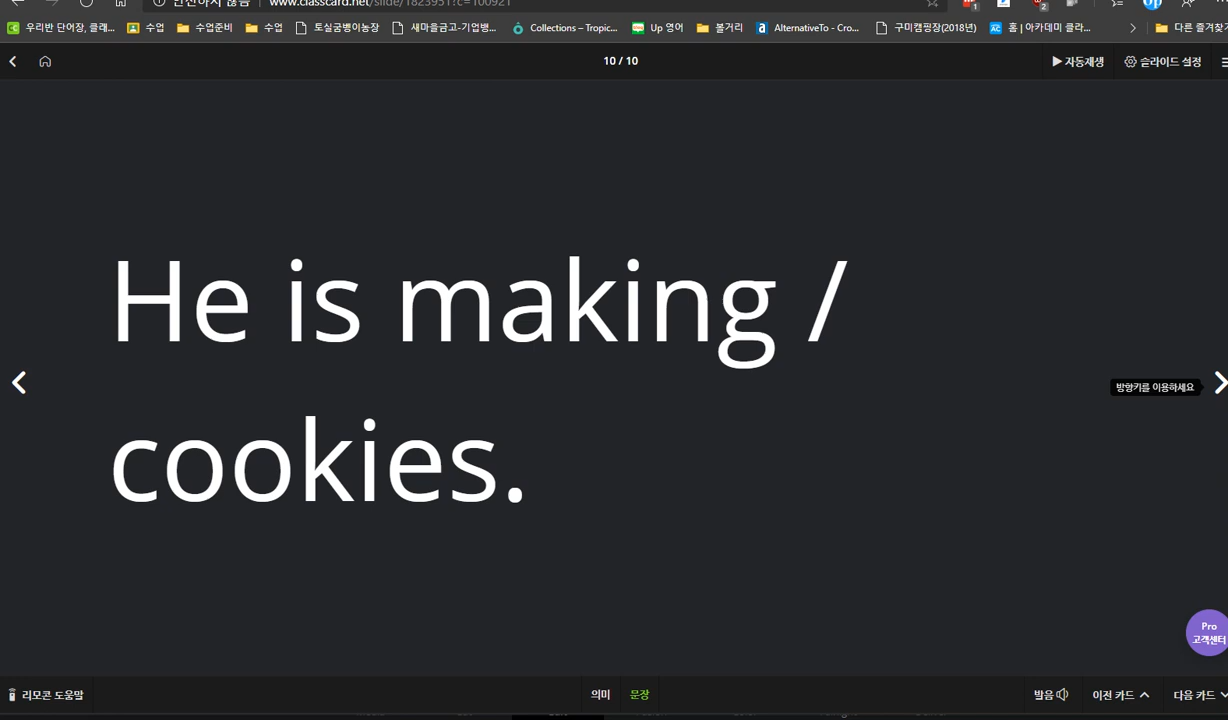 www.classcard.net/slide/1823951?c=100921
우리반 단어장, 클래... 수업 수업준비 수업 토실굼벵이농장 새마을금고-기업뱅... Collections – Tropic... Up 영어 볼거리 AlternativeTo - Cro... 구미캠핑장(2018년) 홈 | 아카데미 클라... 다른 즐겨찾기
10 / 10
자동재생 슬라이드 설정
He is making /
cookies.
방향키를 이용하세요
Pro
고객센터
리모콘 도움말 의미 문장 발음 이전 카드 다음 카드